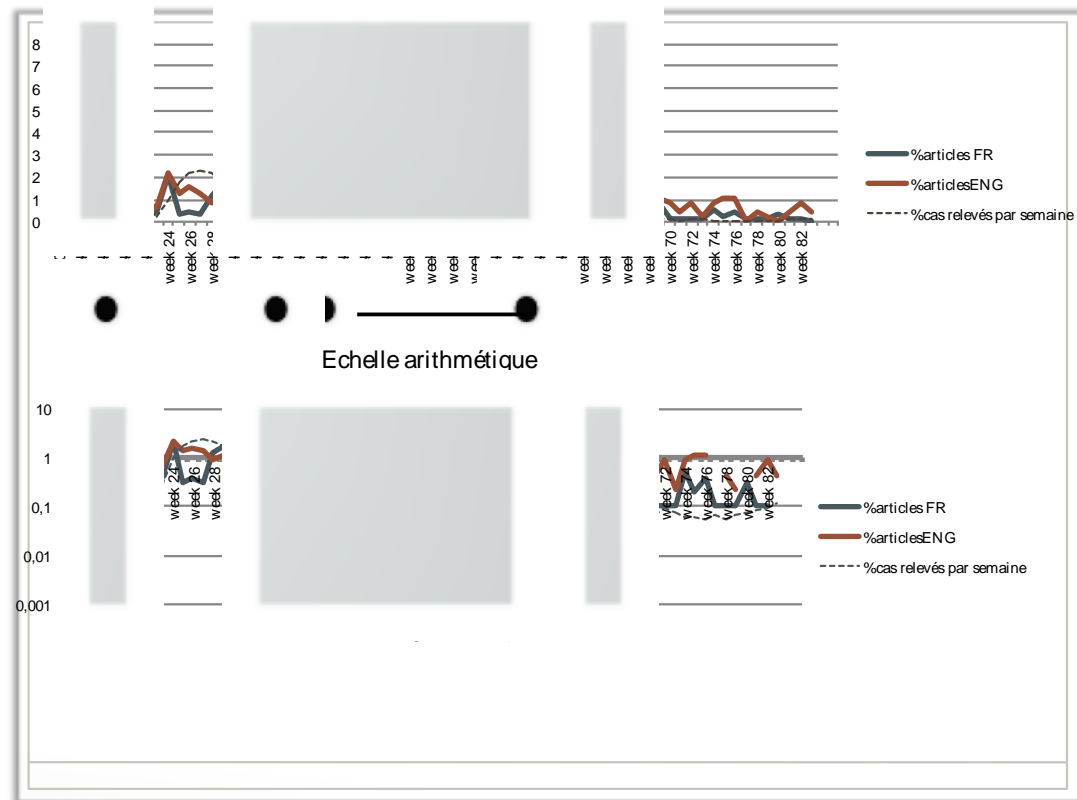 8
7
6
5
4
3
2
1
0
%articles FR
%articlesENG
%cas relevés par semaine
week 24
week 26
week 70
week 72
week 74
week 76
week 78
week 80
week 82
Echelle arithmétique
10
1
0,1
0,01
0,001
week 24
week 26
week 28
week 72
week 74
week 76
week 78
week 80
week 82
%articles FR
%articlesENG
%cas relevés par semaine